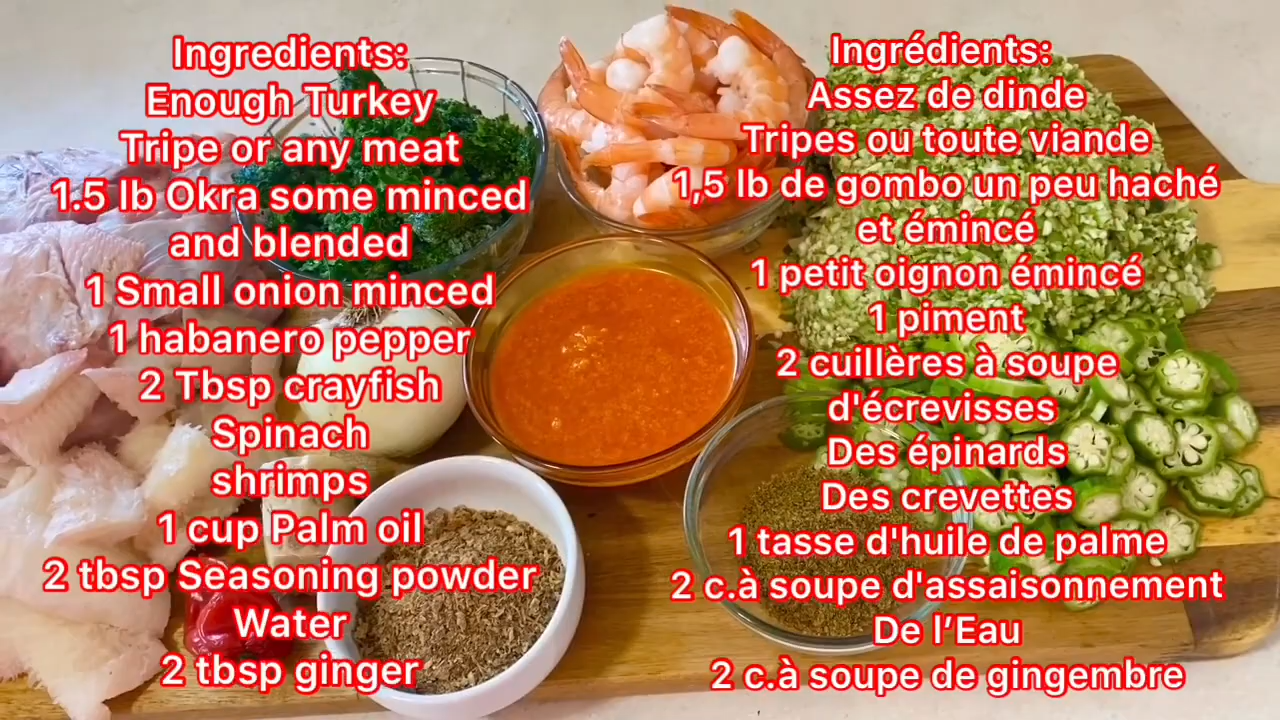 Ingredients:
Enough Turkey
Tripe or any meat
1.5 lb Okra some minced
and blended
1 Small onion minced
1 habanero pepper
2 Tbsp crayfish
Spinach
shrimps
1 cup Palm oil
2 tbsp Seasoning powder
Water
2 tbsp ginger
Ingrédients:
Assez de dinde
Tripes ou toute viande
1,5 lb de gombo un peu haché
et émincé
1 petit oignon émincé
1 piment
2 cuillères à soupe
d'écrevisses
Des épinards
Des crevettes
1 tasse d'huile de palme
2 c.à soupe d'assaisonnement
De l’Eau
2 c.à soupe de gingembre